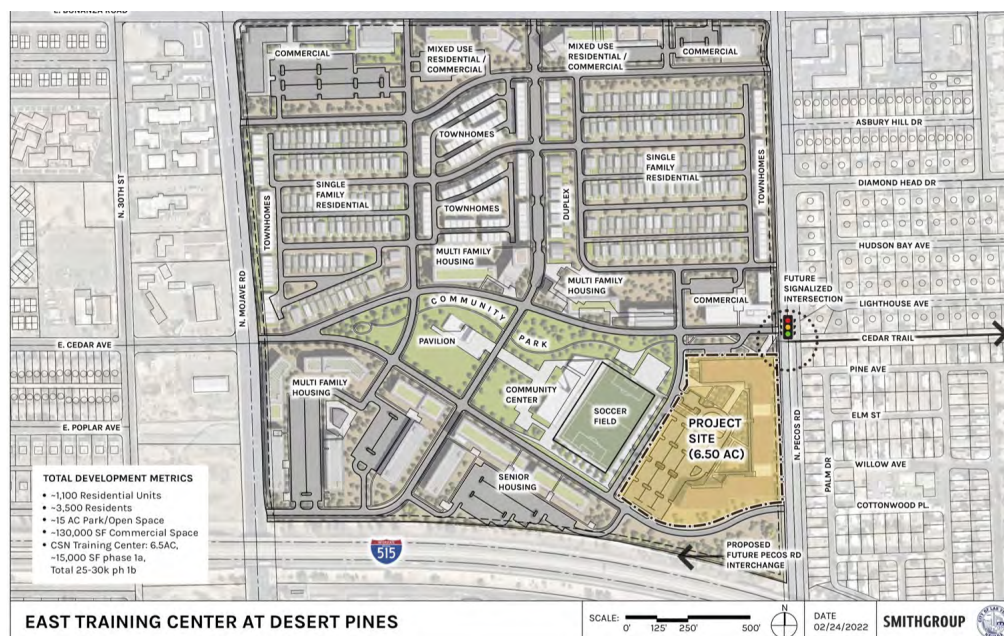 E. BONANZA ROAD
COMMERCIAL
MIXED USE
RESIDENTIAL /
COMMERCIAL
MIXED USE
RESIDENTIAL /
COMMERCIAL
COMMERCIAL
N. 30TH ST
ASBURY HILL DR
TOWNHOMES
SINGLE
FAMILY
RESIDENTIAL
SINGLE
FAMILY
RESIDENTIAL
TOWNHOMES
DIAMOND HEAD DR
TOWNHOMES
TOWNHOMES
DUPLEX
HUDSON BAY AVE
MULTI FAMILY
HOUSING
MULTI FAMILY
HOUSING
FUTURE
SIGNALIZED
INTERSECTION
N. MOJAVE RD
COMMERCIAL
LIGHTHOUSE AVE
COMMUNITY
PARK
PAVILION
CEDAR TRAIL
E. CEDAR AVE
PINE AVE
MULTI FAMILY
HOUSING
COMMUNITY
CENTER
SOCCER
FIELD
PROJECT
SITE
(6.50 AC)
N. PECOS RD
ELM ST
E. POPLAR AVE
PALM DR
WILLOW AVE
SENIOR
HOUSING
COTTONWOOD PL.
TOTAL DEVELOPMENT METRICS
• ~1,100 Residential Units
• ~3,500 Residents
• ~15 AC Park/Open Space
• ~130,000 SF Commercial Space
• CSN Training Center: 6.5AC,
~15,000 SF phase 1a,
Total 25-30k ph 1b
515
PROPOSED
FUTURE PECOS RD
INTERCHANGE
EAST TRAINING CENTER AT DESERT PINES
SCALE:
0' 125' 250' 500'
N
DATE
02/24/2022
SMITHGROUP